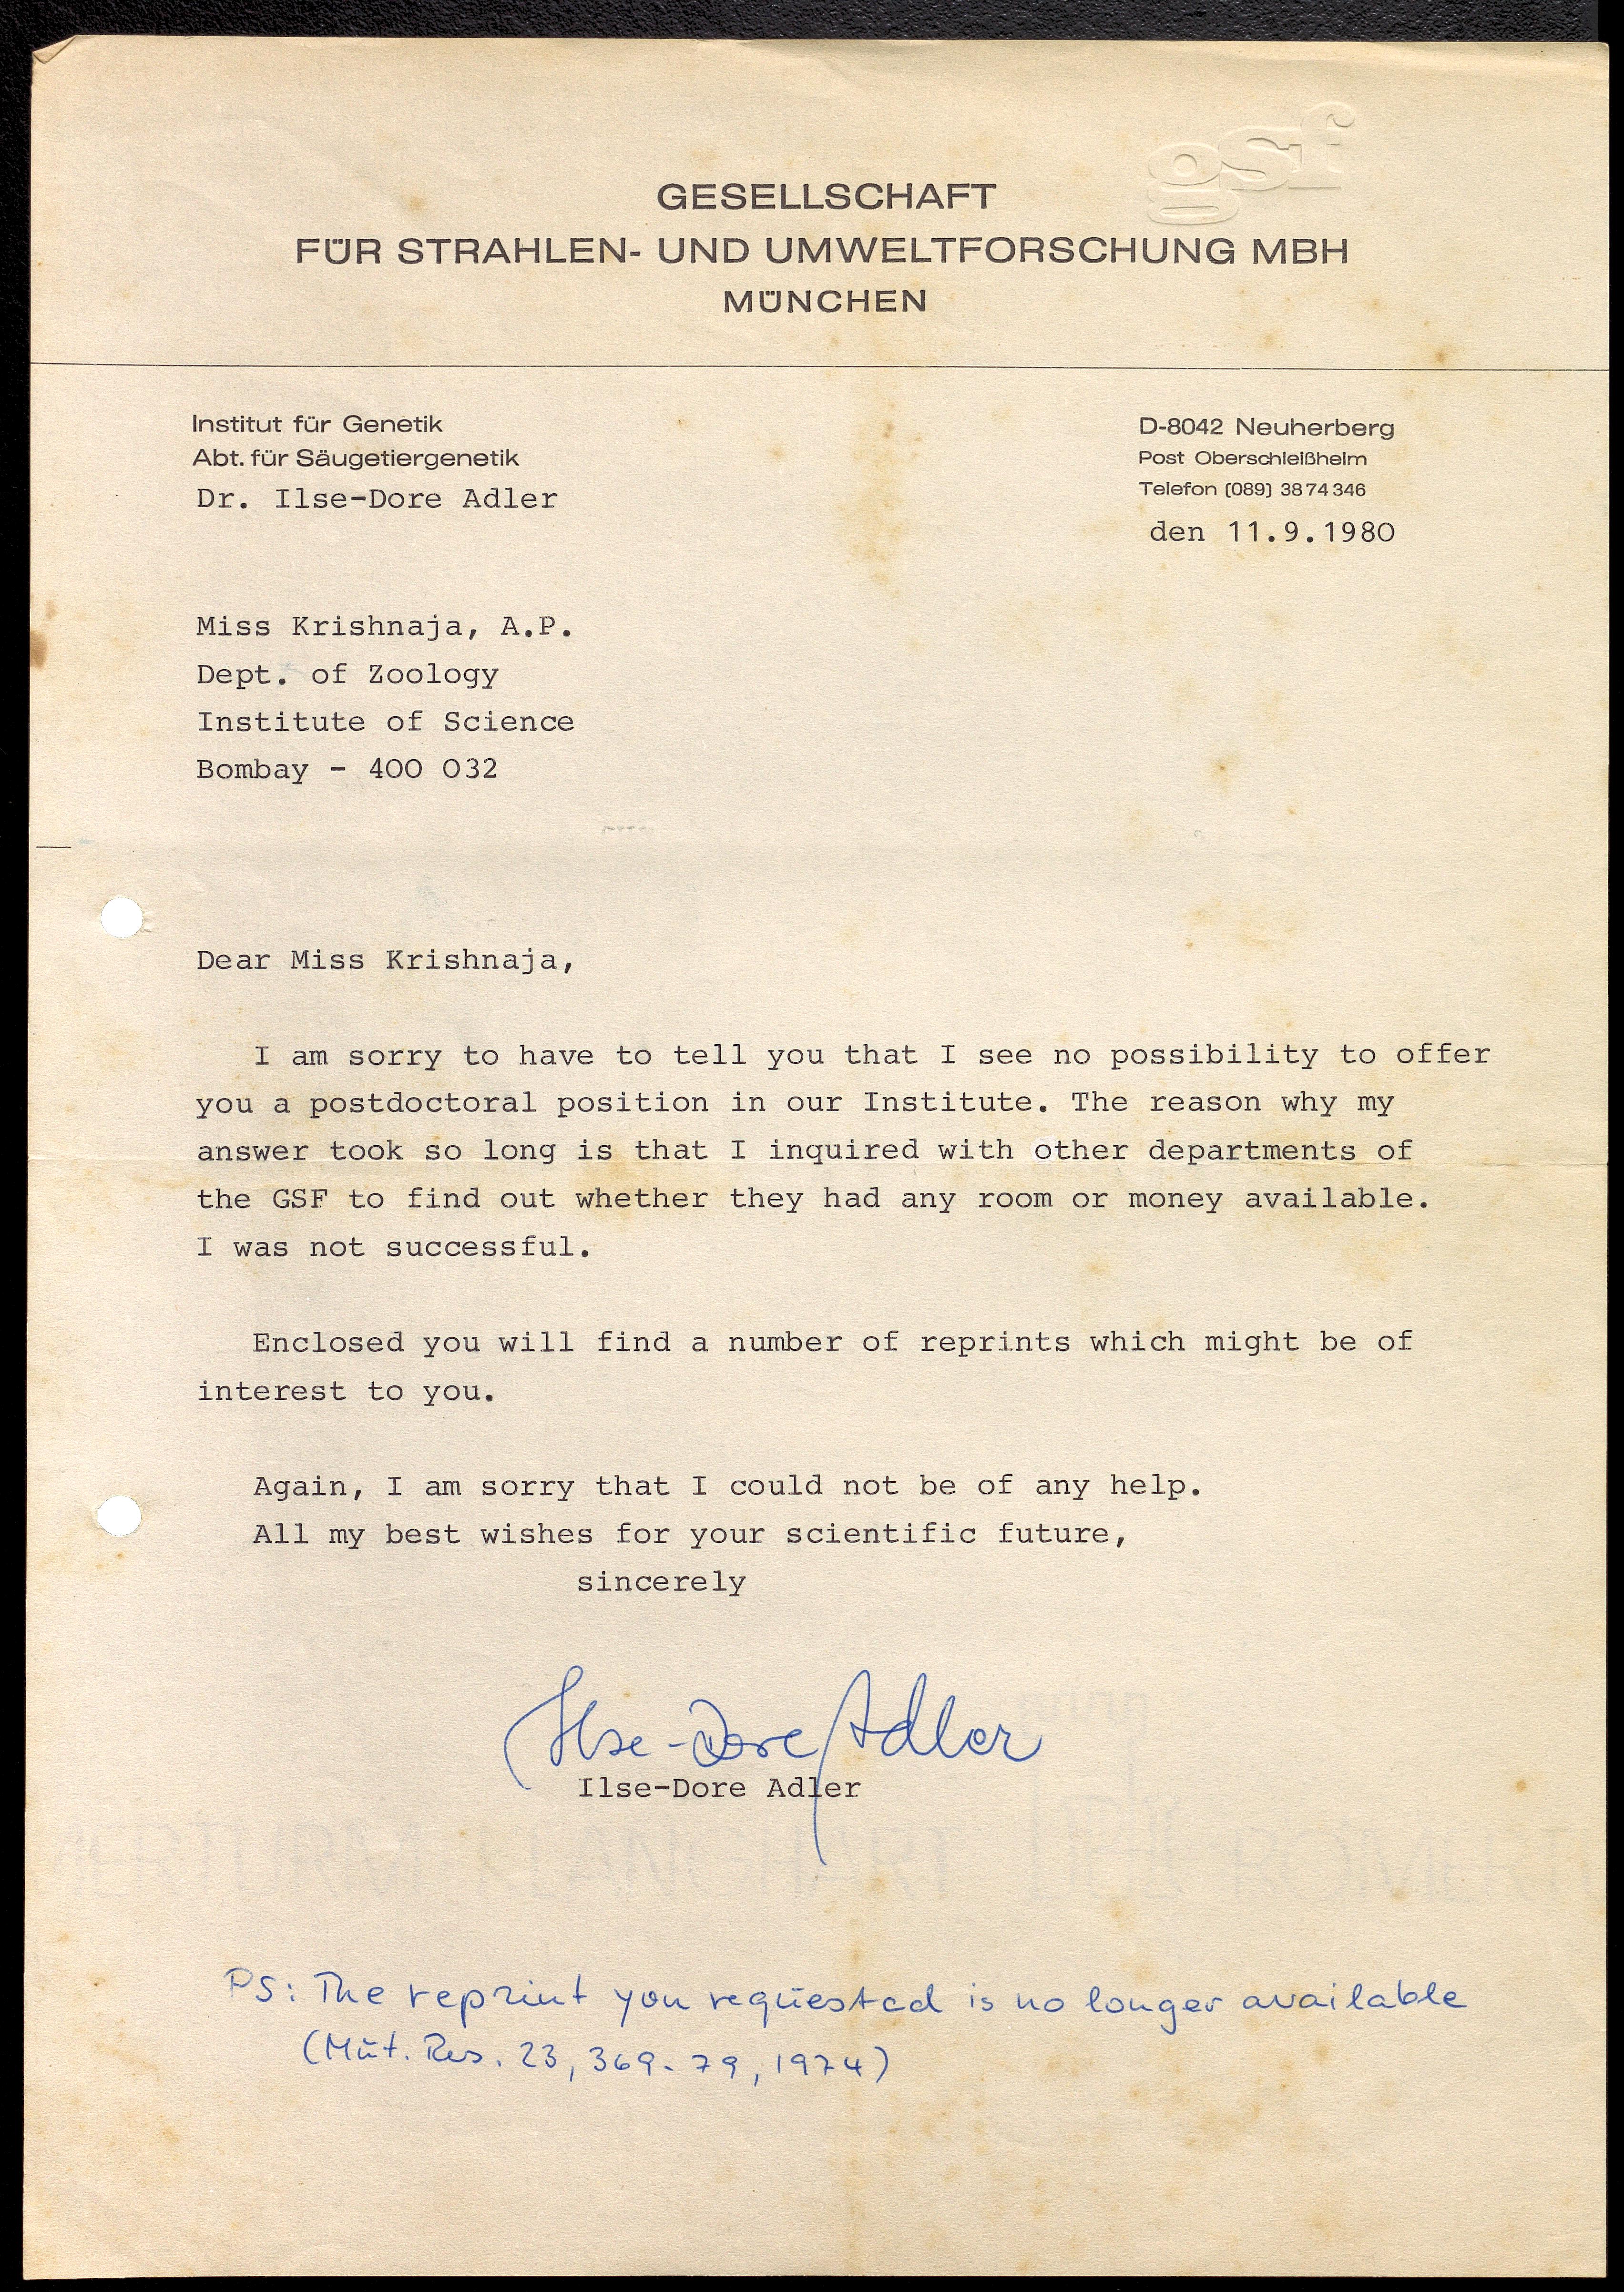 gsf
GESELLSCHAFT
FÜR STRAHLEN- UND UMWELTFORSCHUNG MBH
MÜNCHEN
Institut für Genetik
Abt. für Säugetiergenetik
Dr. Ilse-Dore Adler
D-8042 Neuherberg
Post Oberschleißheim
Telefon (089) 3874346
den 11.9.1980
Miss Krishnaja, A.P.
Dept. of Zoology
Institute of Science
Bombay - 400 032
Dear Miss Krishnaja,
I am sorry to have to tell you that I see no possibility to offer
you a postdoctoral position in our Institute. The reason why my
answer took so long is that I inquired with other departments of
the GSF to find out whether they had any room or money available.
I was not successful.
Enclosed you will find a number of reprints which might be of
interest to you.
Again, I am sorry that I could not be of any help.
All my best wishes for your scientific future,
sincerely
Ilse-Dore Adler
Ilse-Dore Adler
PS: The reprint you requested is no longer available
(Mut. Res. 23, 369-79, 1974)